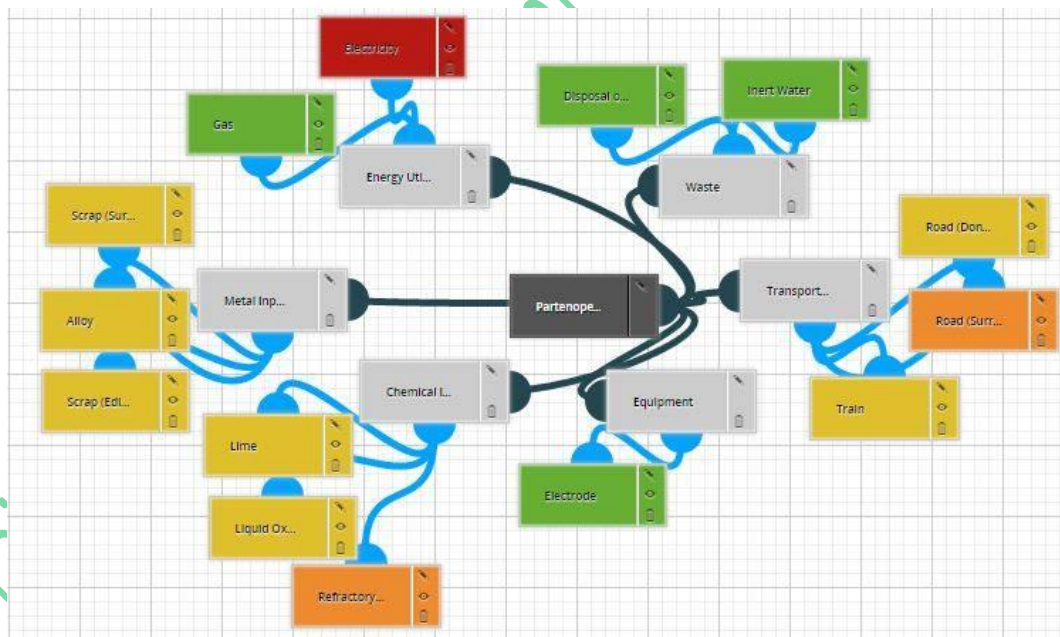 Electricity
Gas
Disposal o...
Inert Water
Energy Uti...
Waste
Scrap (Sur...
Road (Don...
Metal Inp...
Transport...
Alloy
Partenope...
Road (Surr...
Scrap (Edi...
Chemical I...
Equipment
Train
Lime
Electrode
Liquid Ox...
Refractory...